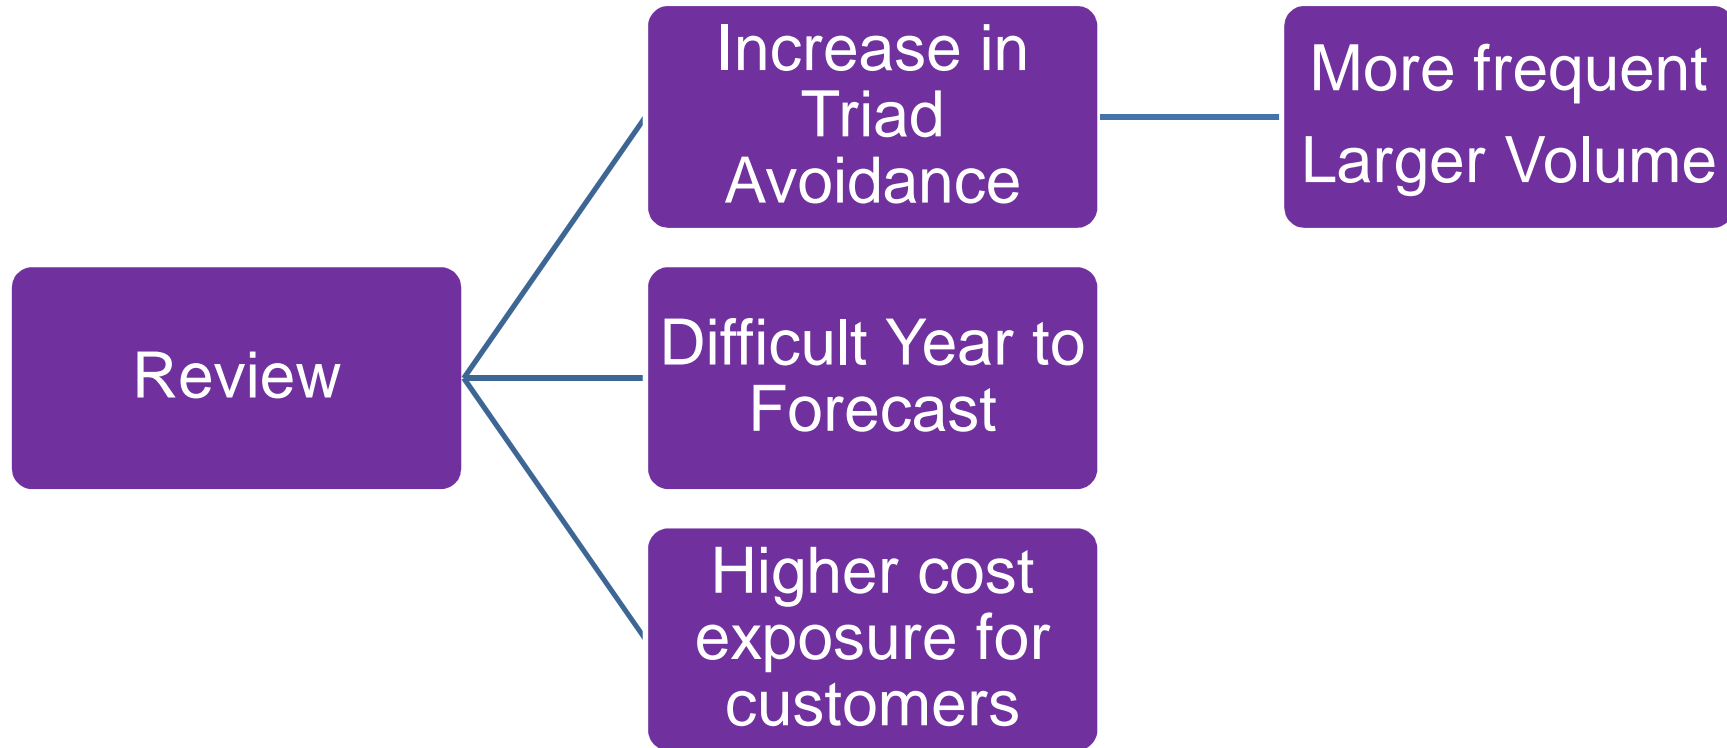 Review
Increase in
Triad
Avoidance
More frequent
Larger Volume
Difficult Year to
Forecast
Higher cost
exposure for
customers